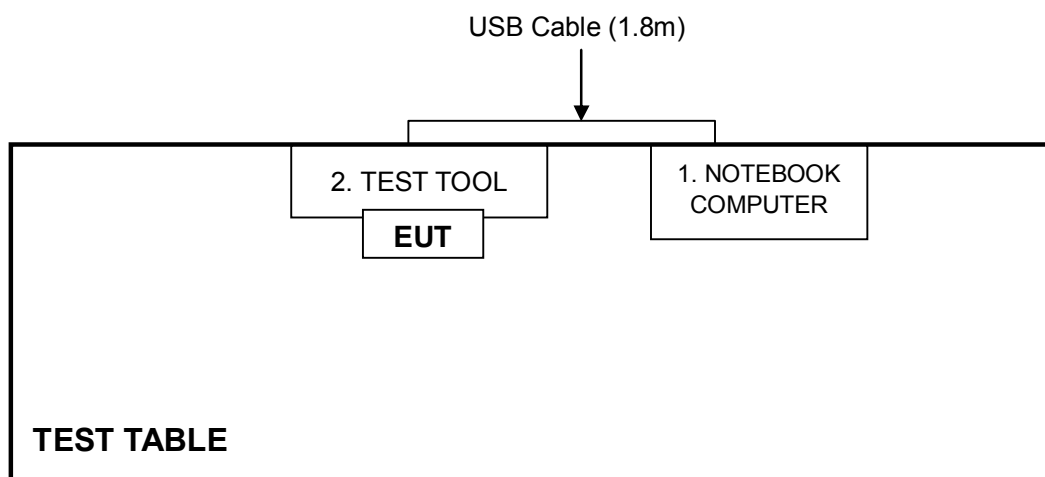 USB Cable (1.8m)
2. TEST TOOL
EUT
1. NOTEBOOK
COMPUTER
TEST TABLE